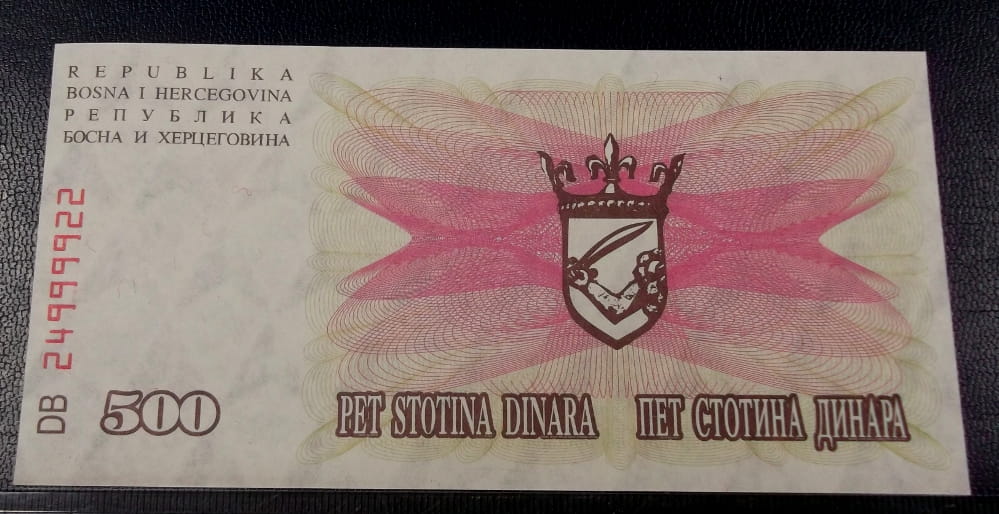 REPUBLIKA
BOSNA I HERCEGOVINA
РЕПУБЛИКА
БОСНА И ХЕРЦЕГОВИНА
DB 24999922
500
PET STOTINA DINARA ПЕТ СТОТИНА ДИНАРА